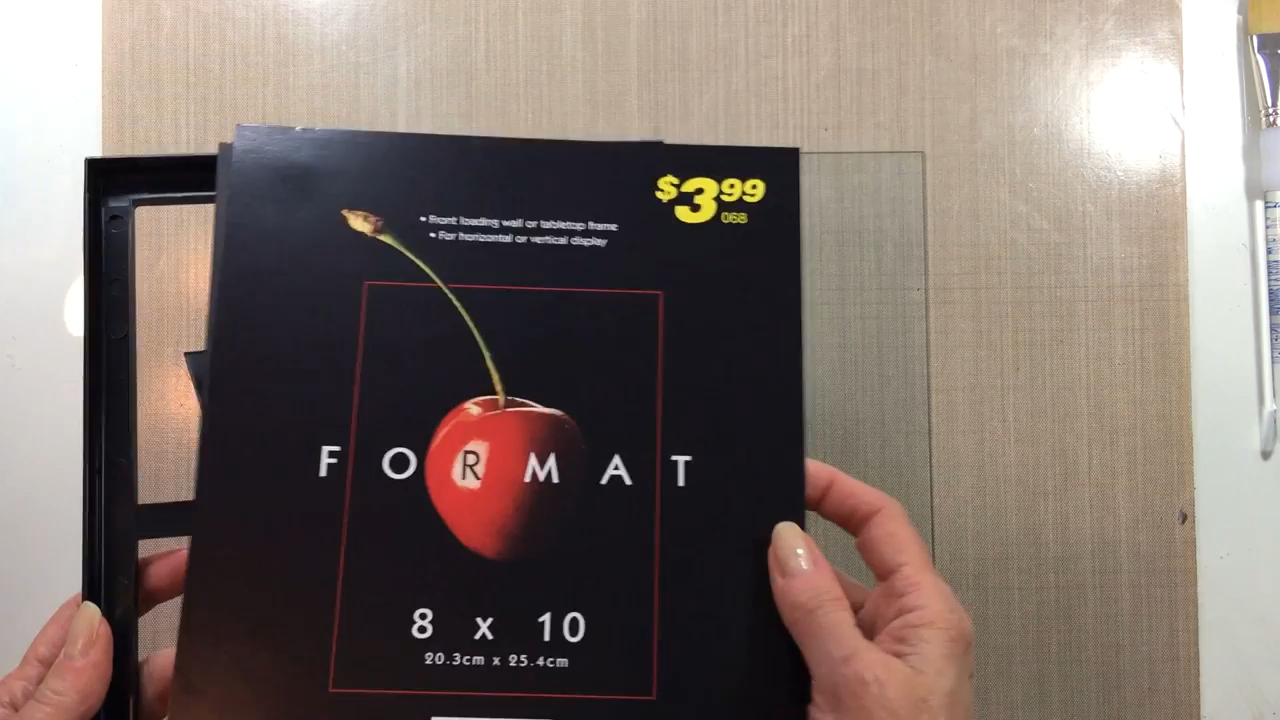 $3.99
068
• Front loading wall or tabletop frame
• For horizontal or vertical display
FORMAT
8 x 10
20.3cm x 25.4cm